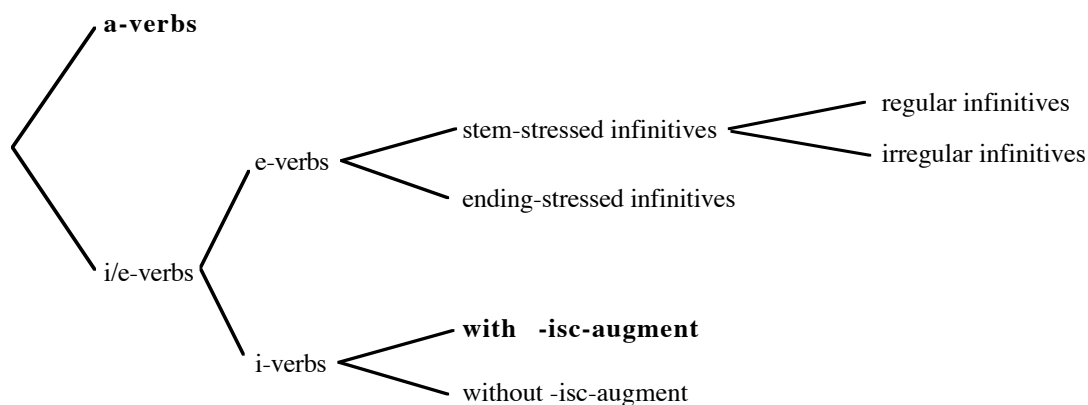 a-verbs
regular infinitives
stem-stressed infinitives
irregular infinitives
e-verbs
ending-stressed infinitives
i/e-verbs
with -isc-augment
i-verbs
without -isc-augment